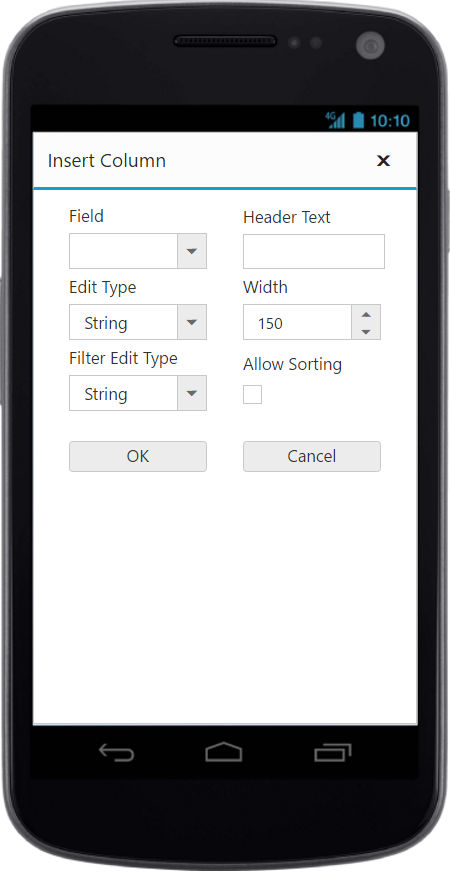 4G 10:10
Insert Column
Field Header Text
Edit Type Width
String 150
Filter Edit Type Allow Sorting
String
OK Cancel